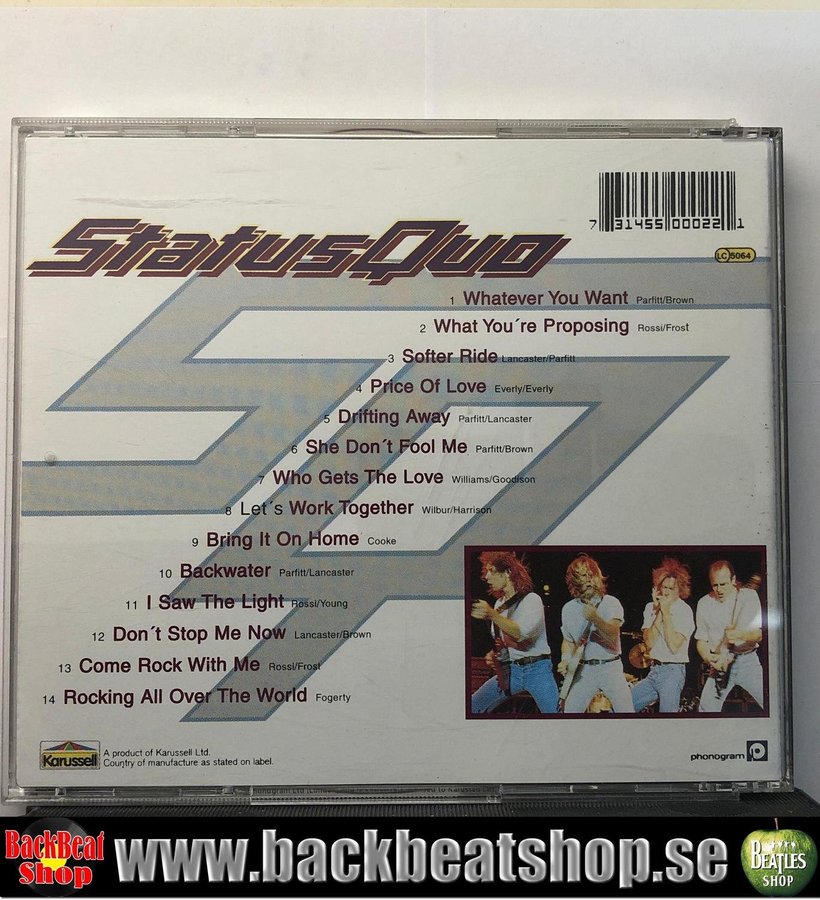 7 31455 00022 1
StatusQuo
LC 5064
1 Whatever You Want Parfitt/Brown
2 What You´re Proposing Rossi/Frost
3 Softer Ride Lancaster/Parfitt
4 Price Of Love Everly/Everly
5 Drifting Away Parfitt/Lancaster
6 She Don´t Fool Me Parfitt/Brown
7 Who Gets The Love Williams/Goodison
8 Let´s Work Together Wilbur/Harrison
9 Bring It On Home Cooke
10 Backwater Parfitt/Lancaster
11 I Saw The Light Rossi/Young
12 Don´t Stop Me Now Lancaster/Brown
13 Come Rock With Me Rossi/Frost
14 Rocking All Over The World Fogerty
Karussell
A product of Karussell Ltd.
Country of manufacture as stated on label.
phonogram
BackBeat
Shop
www.backbeatshop.se
BEATLES
SHOP